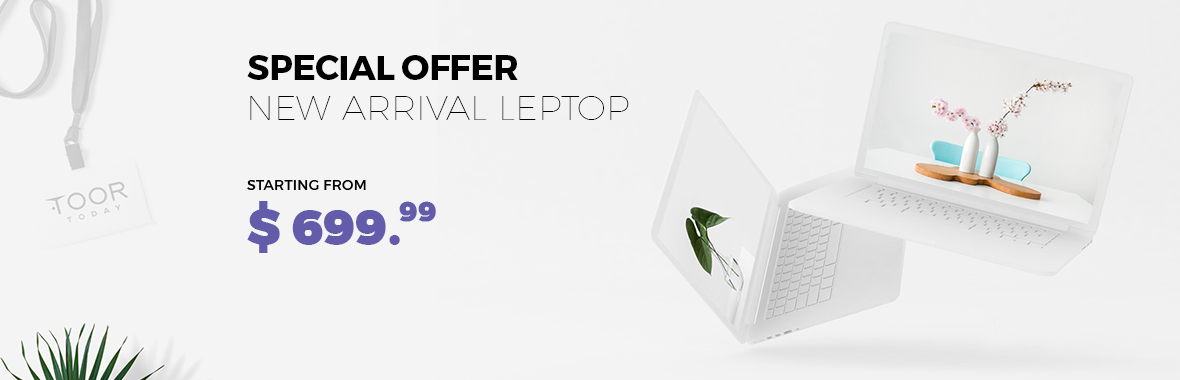 SPECIAL OFFER
NEW ARRIVAL LEPTOP
STARTING FROM
$ 699.99
TOOR
TODAY